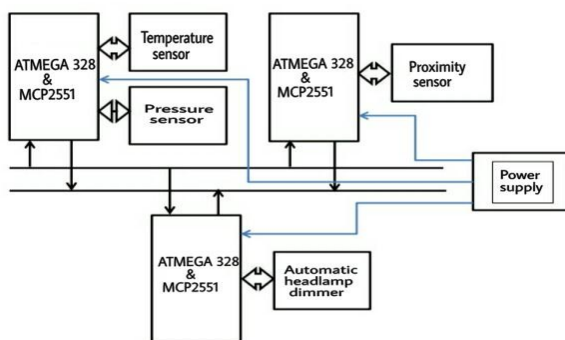 ATMEGA 328
&
MCP2551
Temperature
sensor
Pressure
sensor
ATMEGA 328
&
MCP2551
Proximity
sensor
Power
supply
ATMEGA 328
&
MCP2551
Automatic
headlamp
dimmer